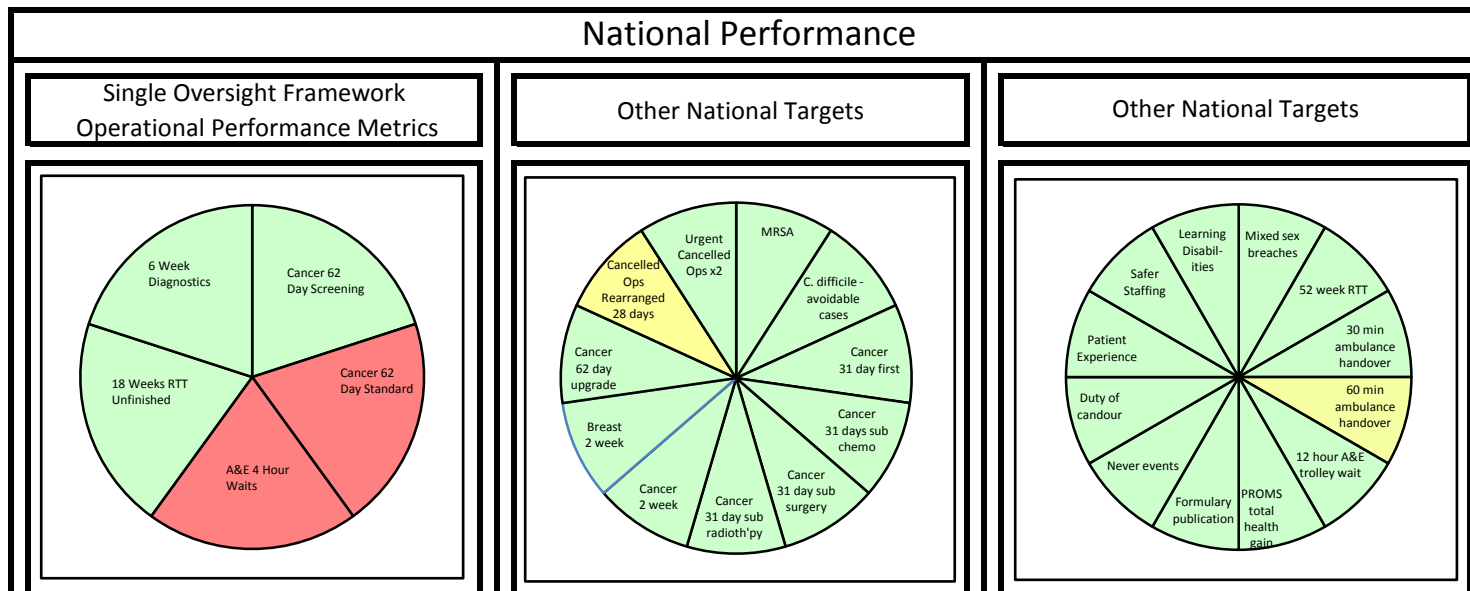 National Performance
Single Oversight Framework
Operational Performance Metrics
Other National Targets
Other National Targets
6 Week
Diagnostics
Cancer 62
Day Screening
Cancer 62
Day Standard
A&E 4 Hour
Waits
18 Weeks RTT
Unfinished
Urgent
Cancelled
Ops x2
MRSA
C. difficile -
avoidable
cases
Cancer
31 day first
Cancer
31 days sub
chemo
Cancer
31 day sub
surgery
Cancer
31 day sub
radioth'py
Cancer
2 week
Breast
2 week
Cancer
62 day
upgrade
Cancelled
Ops
Rearranged
28 days
Learning
Disabil-
ities
Mixed sex
breaches
52 week RTT
30 min
ambulance
handover
60 min
ambulance
handover
12 hour A&E
trolley wait
PROMS
total
health
gain
Formulary
publication
Never events
Duty of
candour
Patient
Experience
Safer
Staffing